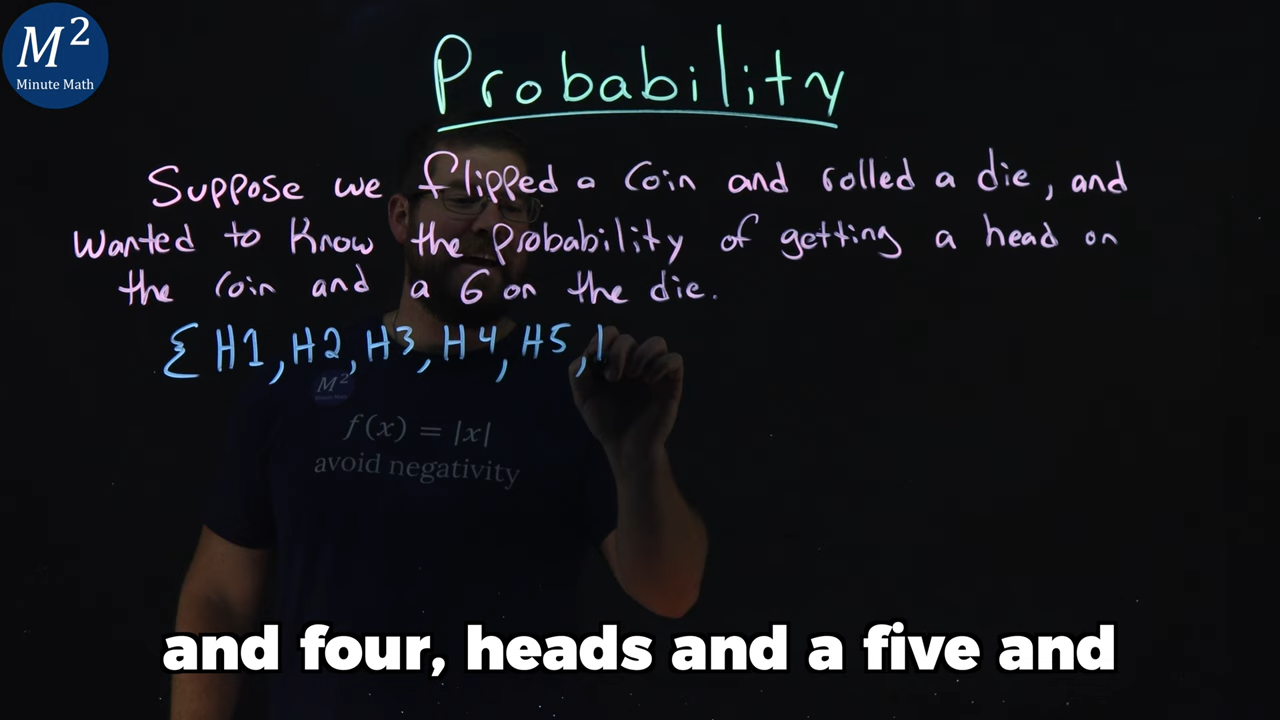 M²
Minute Math
Probability
Suppose we flipped a coin and rolled a die, and
wanted to know the probability of getting a head on
the coin and a 6 on the die.
{ H1, H2, H3, H4, H5,
M²
Minute Math
f(x) = |x|
avoid negativity
and four, heads and a five and